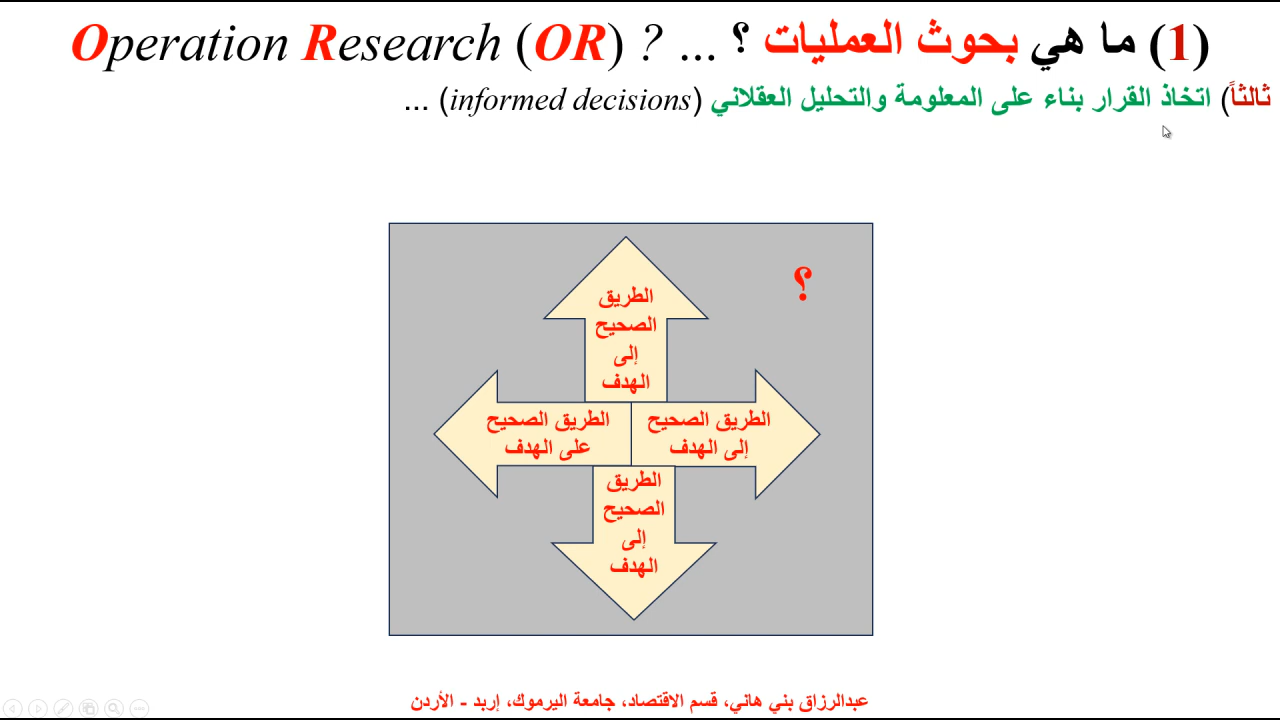 (1) ما هي بحوث العمليات ؟ ... Operation Research (OR) ?
ثالثاً) اتخاذ القرار بناء على المعلومة والتحليل العقلاني (informed decisions) ...
؟
الطريق
الصحيح
إلى
الهدف
الطريق الصحيح
إلى الهدف
الطريق الصحيح
على الهدف
الطريق
الصحيح
إلى
الهدف
عبدالرزاق بني هاني، قسم الاقتصاد، جامعة اليرموك، إربد - الأردن